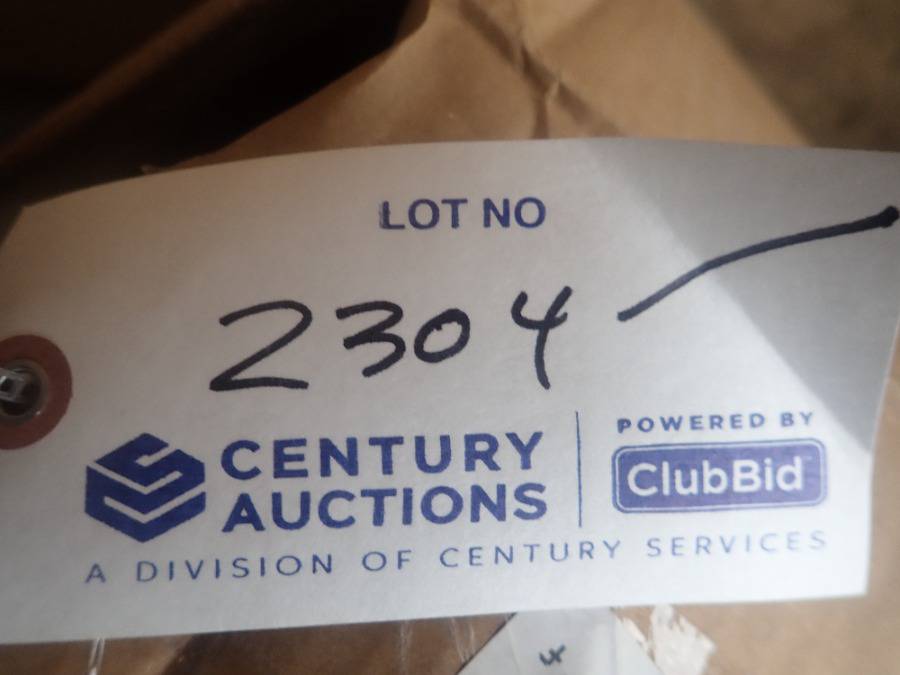 LOT NO
2304
CENTURY
AUCTIONS
POWERED BY
ClubBid
A DIVISION OF CENTURY SERVICES